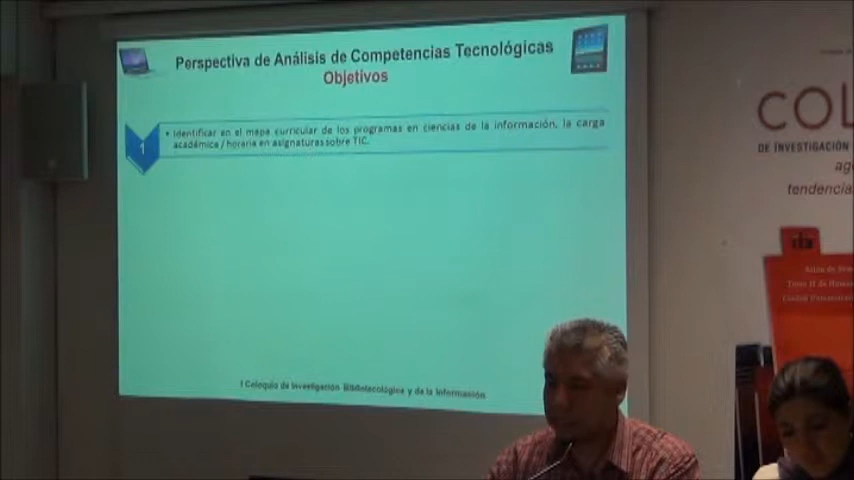 Perspectiva de Análisis de Competencias Tecnológicas
Objetivos
1
• Identificar en el mapa curricular de los programas en ciencias de la información, la carga
académica / horaria en asignaturas sobre TIC.
I Coloquio de Investigación Bibliotecológica y de la Información
COL
DE INVESTIGACIÓN
tendencia